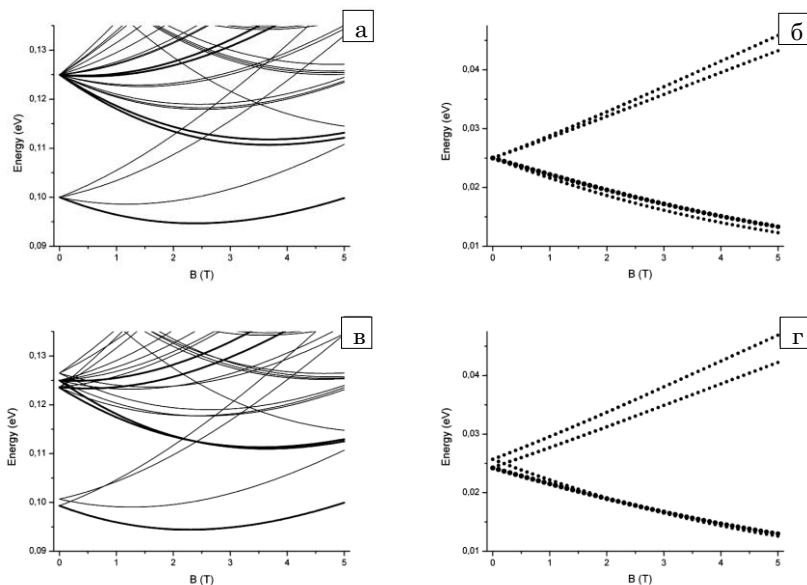 а
0,13
0,12
0,11
0,10
0,09
Energy (eV)
0 1 2 3 4 5
B (T)
б
0,04
0,03
0,02
0,01
Energy (eV)
0 1 2 3 4 5
B (T)
в
0,13
0,12
0,11
0,10
0,09
Energy (eV)
0 1 2 3 4 5
B (T)
г
0,04
0,03
0,02
0,01
Energy (eV)
0 1 2 3 4 5
B (T)